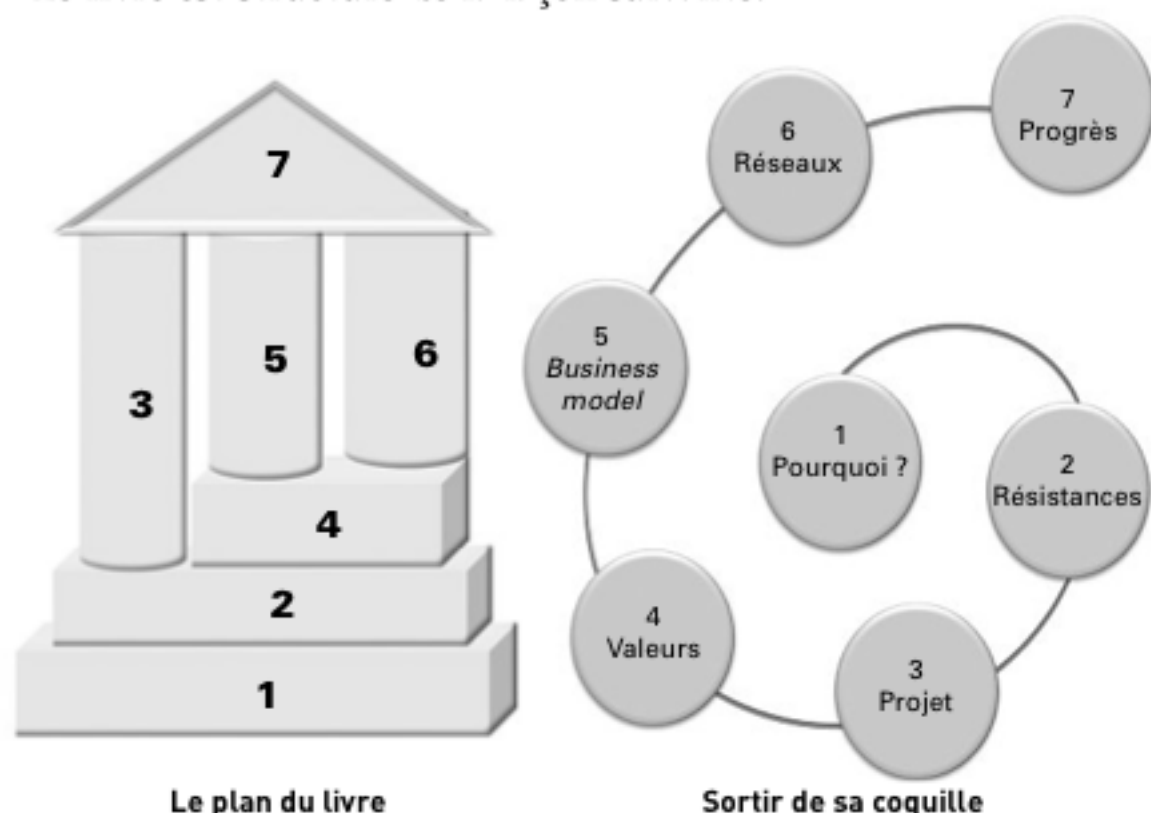 7
3
5
6
4
2
1
Le plan du livre
1
Pourquoi ?
2
Résistances
3
Projet
4
Valeurs
5
Business
model
6
Réseaux
7
Progrès
Sortir de sa coquille